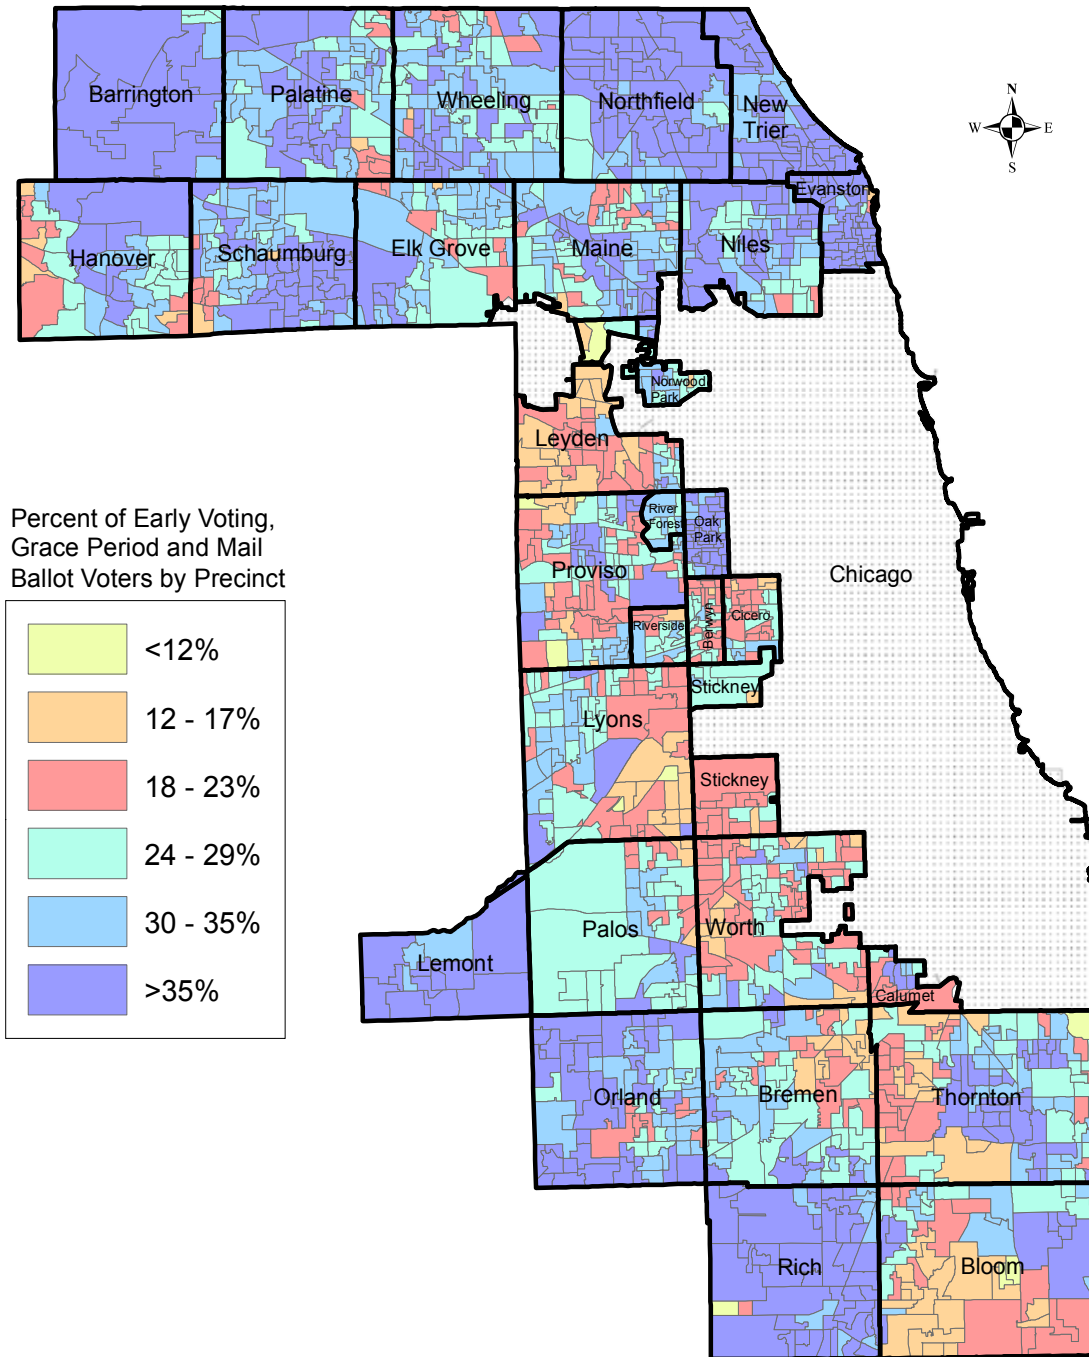 Barrington
Palatine
Wheeling
Northfield
New
Trier
N
W
E
S
Evanston
Hanover
Schaumburg
Elk Grove
Maine
Niles
Norwood
Park
Leyden
Percent of Early Voting,
Grace Period and Mail
Ballot Voters by Precinct
<12%
12 - 17%
18 - 23%
24 - 29%
30 - 35%
>35%
River
Forest
Oak
Park
Proviso
Chicago
Riverside
Berwyn
Cicero
Stickney
Lyons
Stickney
Palos
Worth
Lemont
Calumet
Orland
Bremen
Thornton
Rich
Bloom